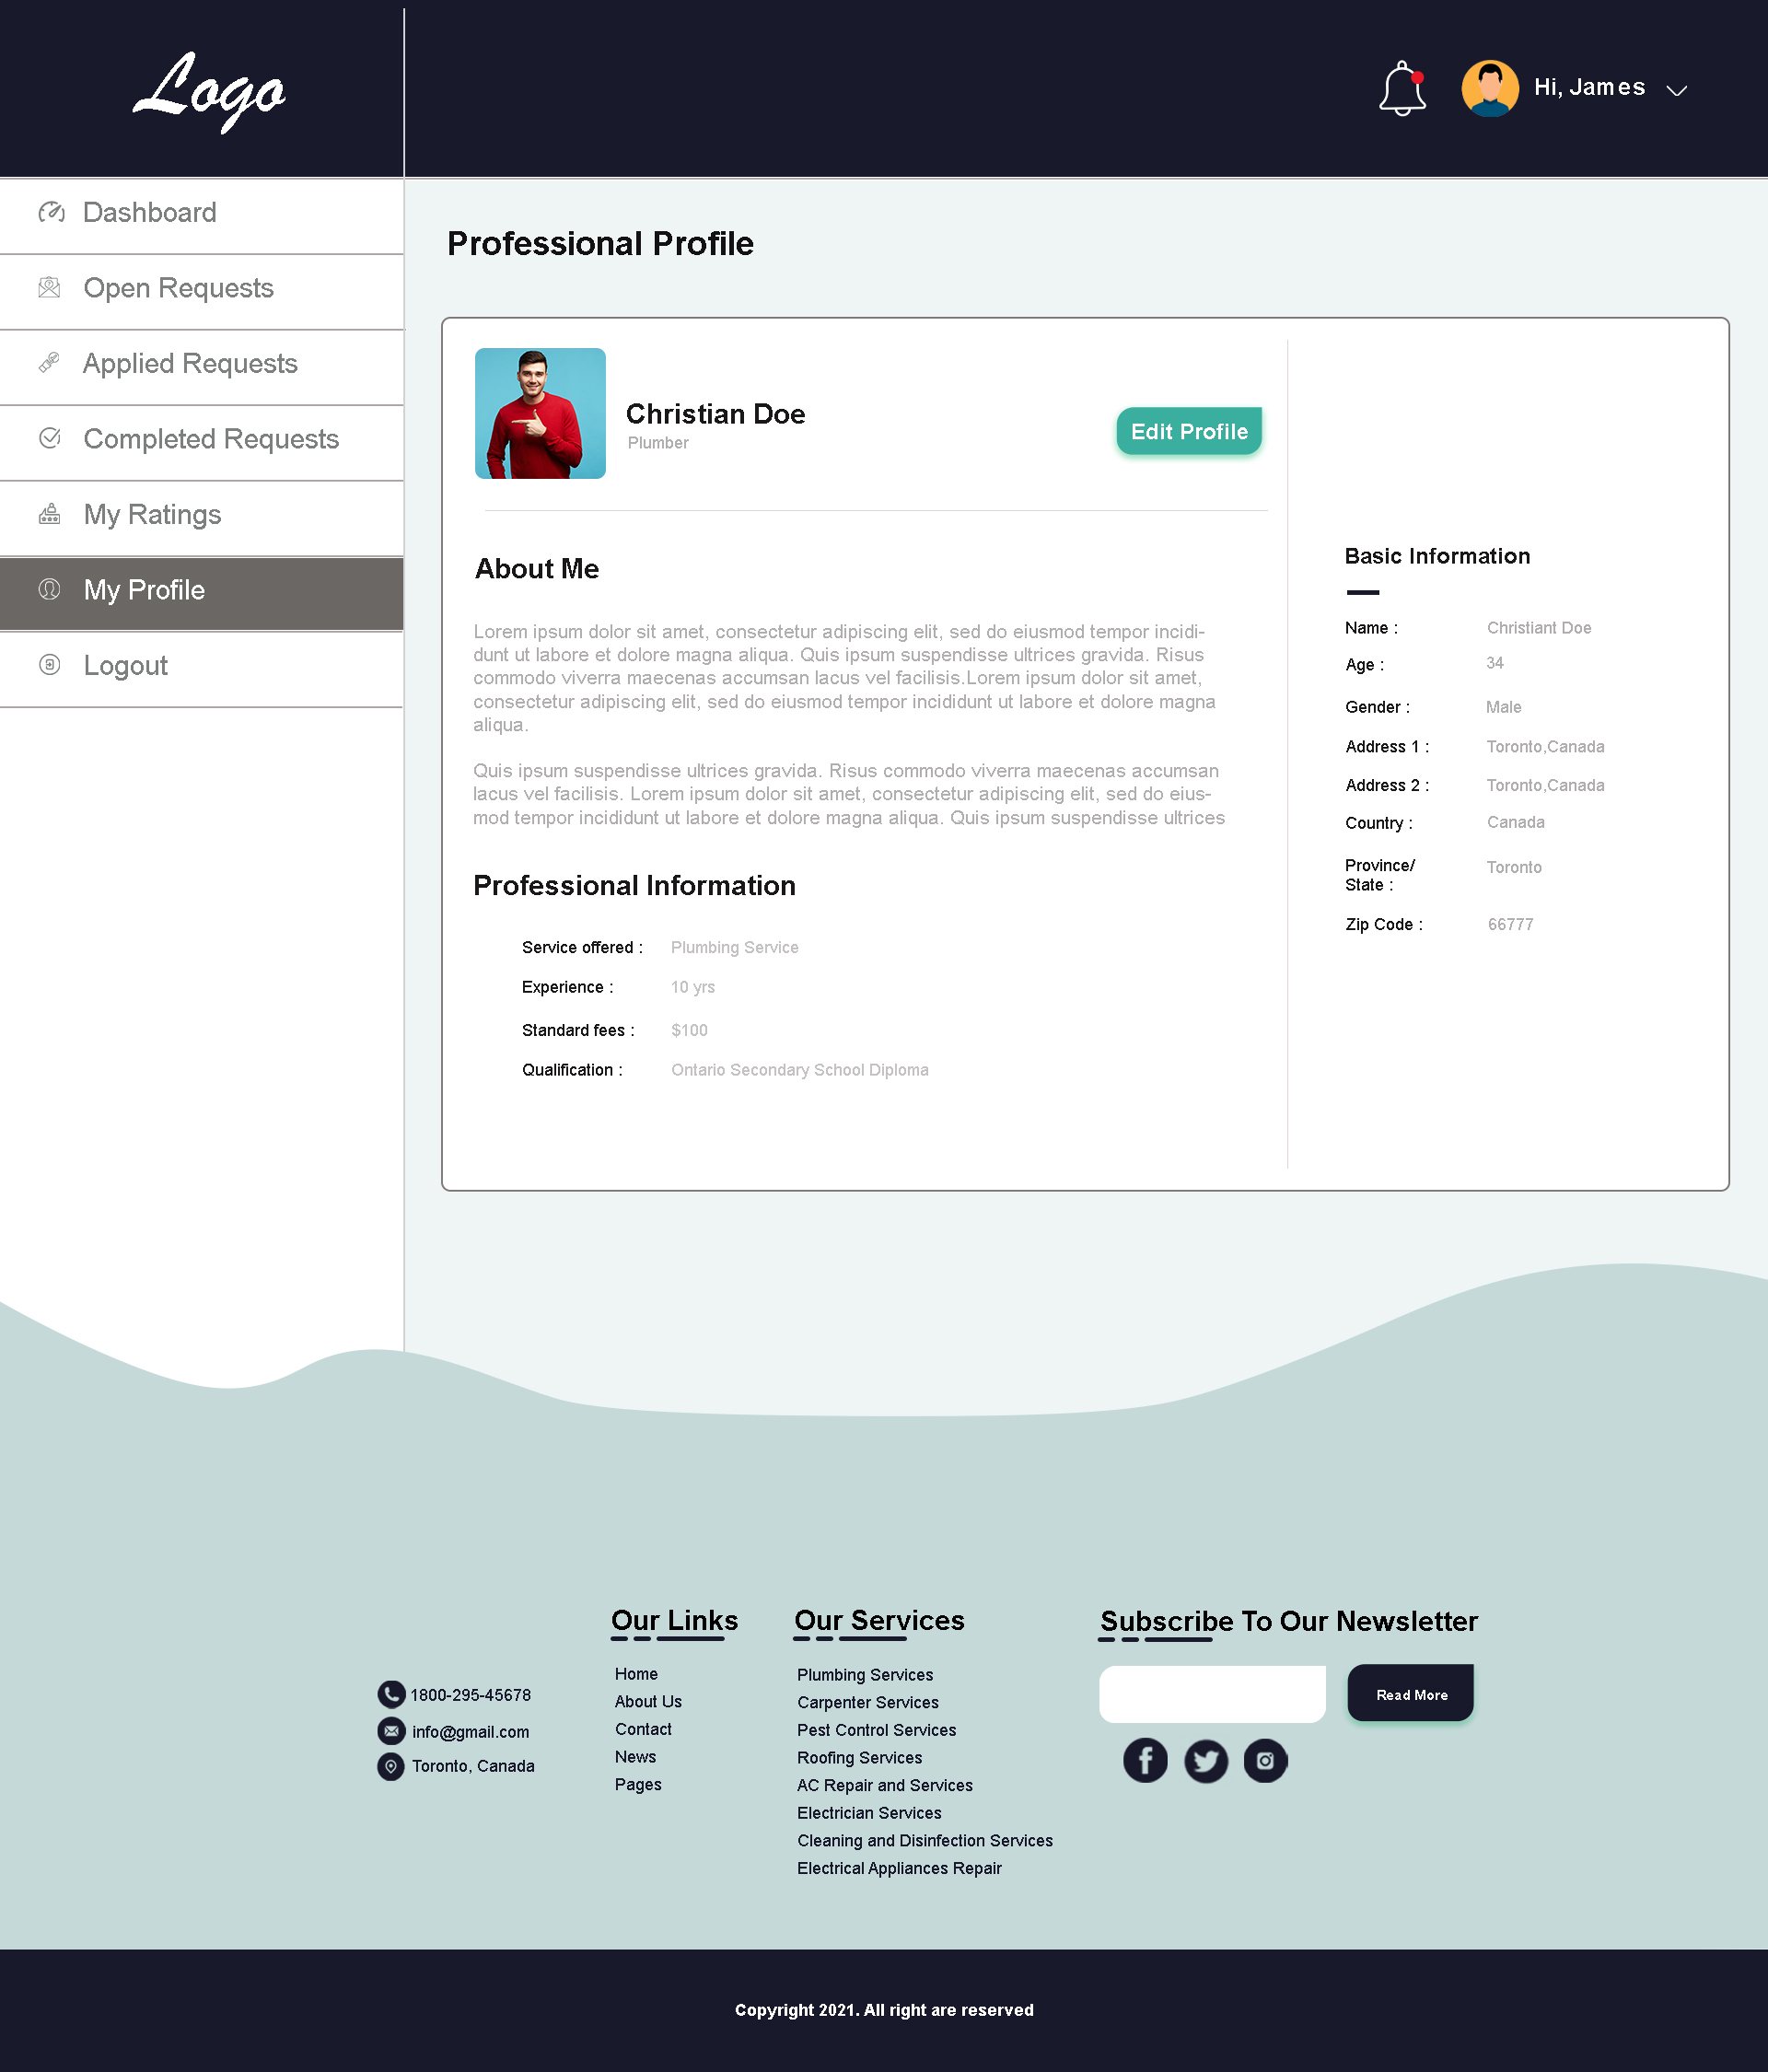 Logo
Hi, James
Dashboard
Open Requests
Applied Requests
Completed Requests
My Ratings
My Profile
Logout
Professional Profile
Christian Doe
Plumber
Edit Profile
About Me
Lorem ipsum dolor sit amet, consectetur adipiscing elit, sed do eiusmod tempor incidi-
dunt ut labore et dolore magna aliqua. Quis ipsum suspendisse ultrices gravida. Risus
commodo viverra maecenas accumsan lacus vel facilisis.Lorem ipsum dolor sit amet,
consectetur adipiscing elit, sed do eiusmod tempor incididunt ut labore et dolore magna
aliqua.
Quis ipsum suspendisse ultrices gravida. Risus commodo viverra maecenas accumsan
lacus vel facilisis. Lorem ipsum dolor sit amet, consectetur adipiscing elit, sed do eius-
mod tempor incididunt ut labore et dolore magna aliqua. Quis ipsum suspendisse ultrices
Professional Information
Service offered : Plumbing Service
Experience : 10 yrs
Standard fees : $100
Qualification : Ontario Secondary School Diploma
Basic Information
Name : Christiant Doe
Age : 34
Gender : Male
Address 1 : Toronto,Canada
Address 2 : Toronto,Canada
Country : Canada
Province/ Toronto
State :
Zip Code : 66777
1800-295-45678
info@gmail.com
Toronto, Canada
Our Links
Home
About Us
Contact
News
Pages
Our Services
Plumbing Services
Carpenter Services
Pest Control Services
Roofing Services
AC Repair and Services
Electrician Services
Cleaning and Disinfection Services
Electrical Appliances Repair
Subscribe To Our Newsletter
Read More
Copyright 2021. All right are reserved